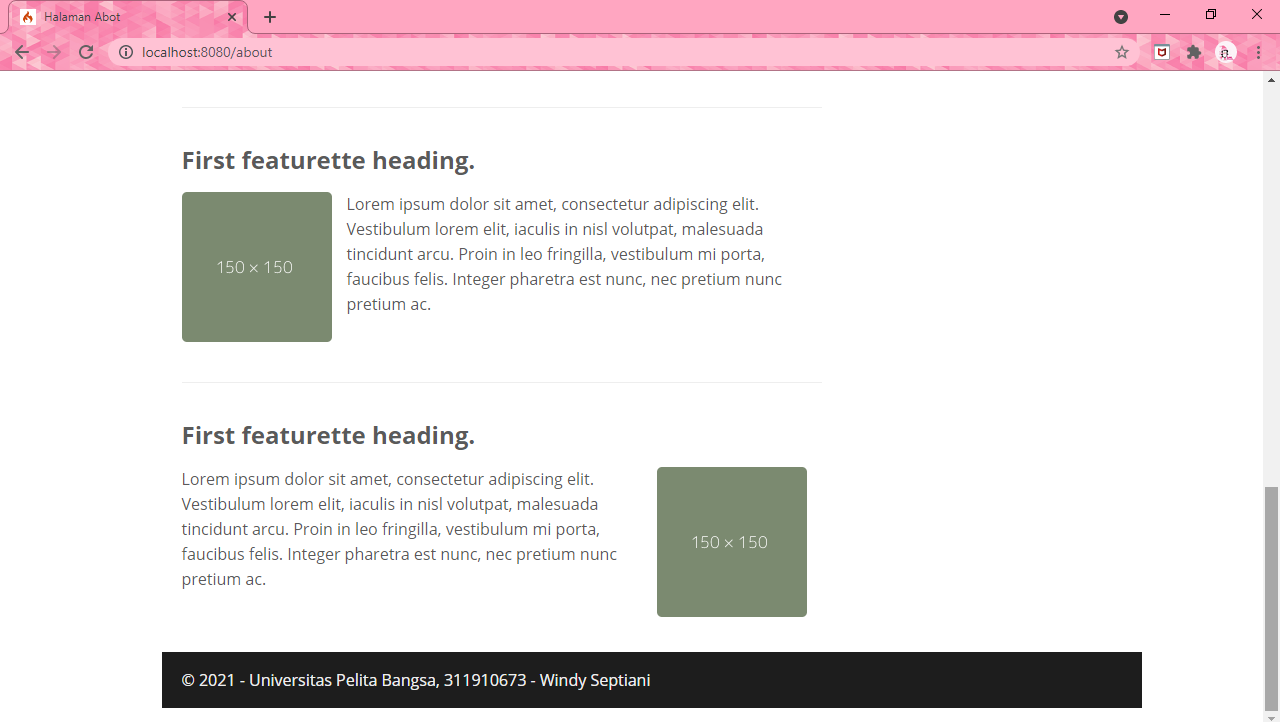 Halaman Abot
localhost:8080/about
First featurette heading.
150 × 150
Lorem ipsum dolor sit amet, consectetur adipiscing elit.
Vestibulum lorem elit, iaculis in nisl volutpat, malesuada
tincidunt arcu. Proin in leo fringilla, vestibulum mi porta,
faucibus felis. Integer pharetra est nunc, nec pretium nunc
pretium ac.
First featurette heading.
Lorem ipsum dolor sit amet, consectetur adipiscing elit.
Vestibulum lorem elit, iaculis in nisl volutpat, malesuada
tincidunt arcu. Proin in leo fringilla, vestibulum mi porta,
faucibus felis. Integer pharetra est nunc, nec pretium nunc
pretium ac.
150 × 150
© 2021 - Universitas Pelita Bangsa, 311910673 - Windy Septiani